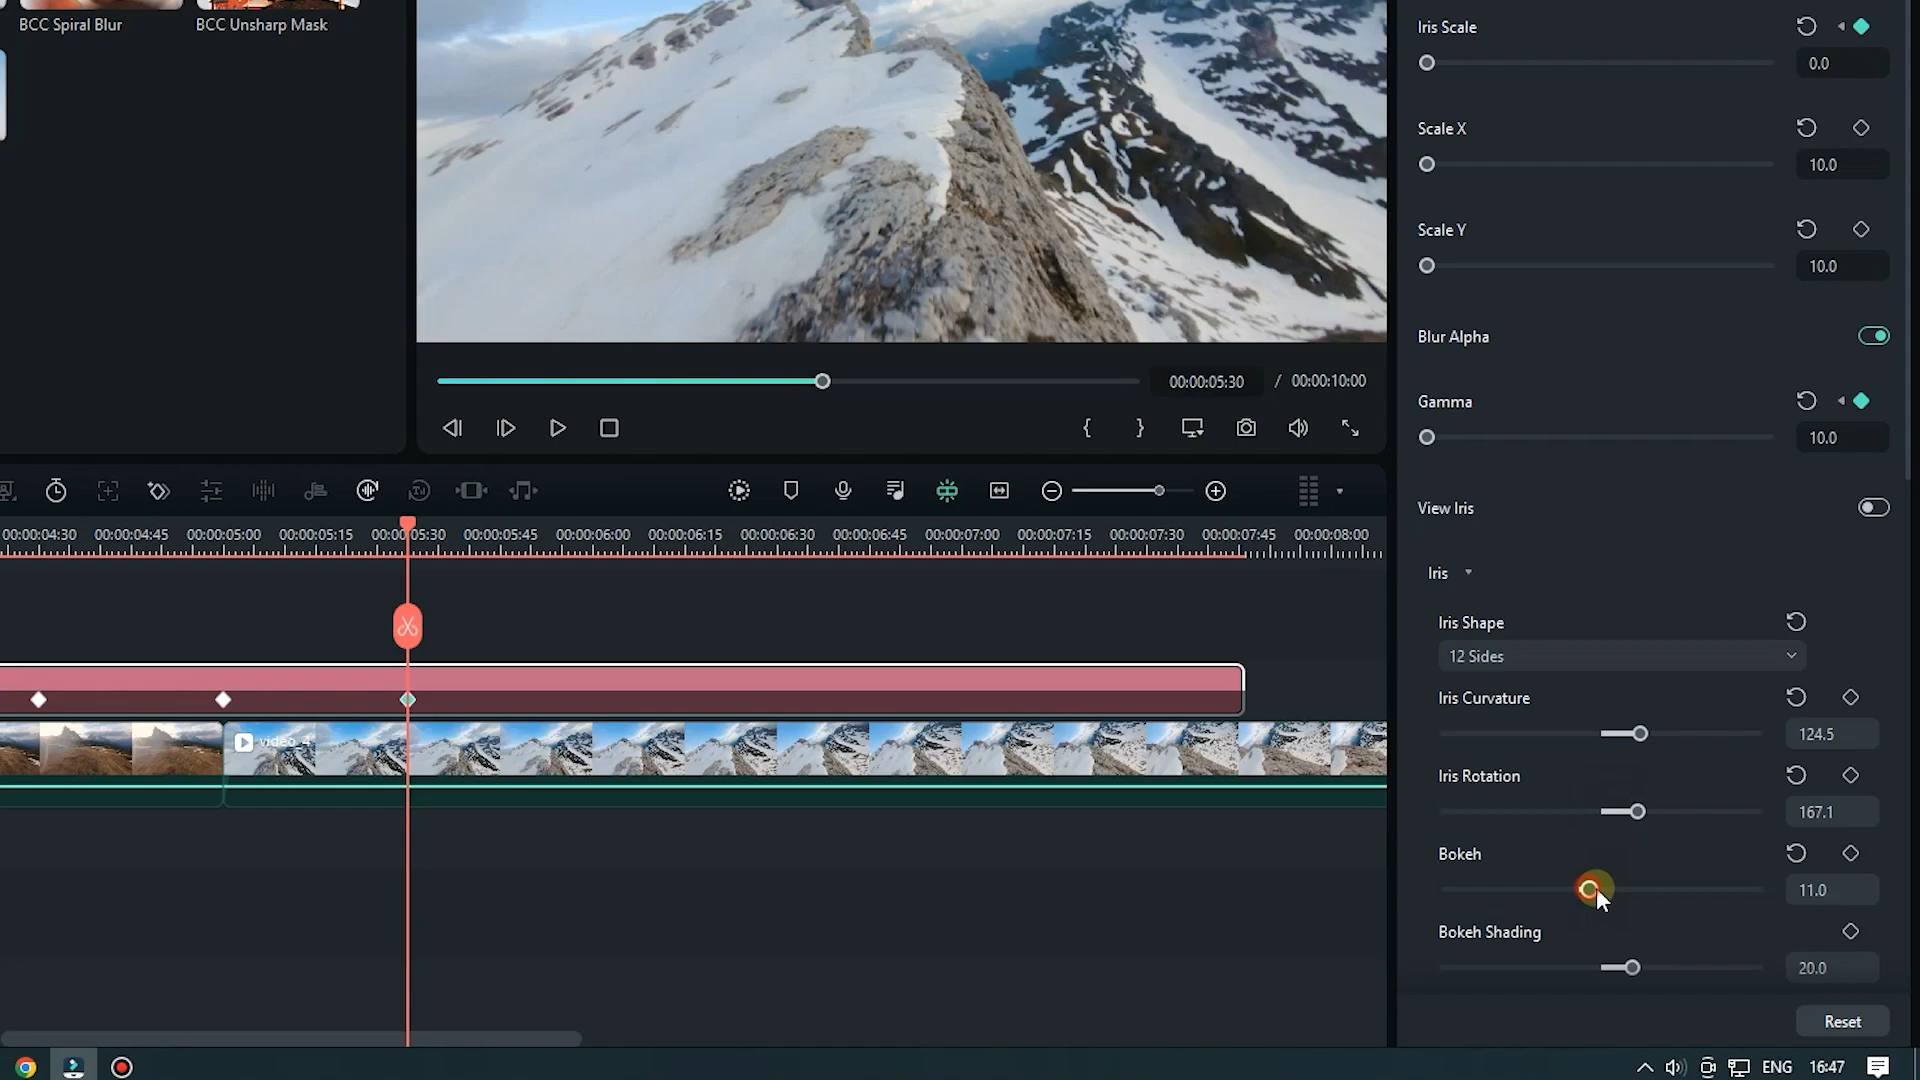 BCC Spiral Blur
BCC Unsharp Mask
00:00:05:30 / 00:00:10:00
00:00:04:30 00:00:04:45 00:00:05:00 00:00:05:15 00:00:05:30 00:00:05:45 00:00:06:00 00:00:06:15 00:00:06:30 00:00:06:45 00:00:07:00 00:00:07:15 00:00:07:30 00:00:07:45 00:00:08:00
Iris Scale
0.0
Scale X
10.0
Scale Y
10.0
Blur Alpha
Gamma
10.0
View Iris
Iris
Iris Shape
12 Sides
Iris Curvature
124.5
Iris Rotation
167.1
Bokeh
11.0
Bokeh Shading
20.0
Reset
ENG 16:47